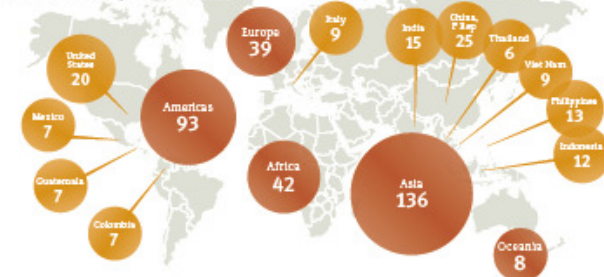 United
States
20
Mexico
7
Guatemala
7
Colombia
7
Americas
93
Europe
39
Italy
9
Africa
42
India
15
China,
P Rep
25
Thailand
6
Viet Nam
9
Philippines
13
Indonesia
12
Asia
136
Oceania
8